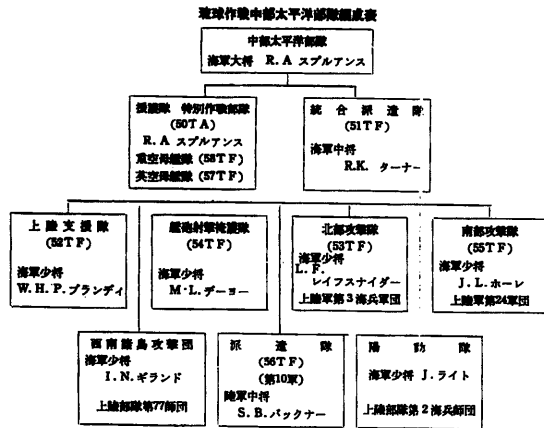 琉球作戦中部太平洋部隊編成表
中部太平洋部隊
海軍大将 R.A スプルアンス
援護隊 特別作戦部隊
(50TA)
R.A スプルアンス
重空母艦隊 (58TF)
英空母艦隊 (57TF)
統合派遣隊
(51TF)
海軍中将
R.K. ターナー
上陸支援隊
(52TF)
海軍少将
W.H.P.ブランディ
艦砲射撃掩護隊
(54TF)
海軍少将
M.L.デーヨー
北部攻撃隊
(53TF)
海軍少将
L.F.
レイフスナイダー
上陸軍第3海兵軍団
南部攻撃隊
(55TF)
海軍少将
J.L.ホーレ
上陸軍第24軍団
西南諸島攻撃団
海軍少将
I.N.ギランド
上陸部隊第77師団
派遣隊
(56TF)
(第10軍)
陸軍中将
S.B.バックナー
陽動隊
海軍少将 J.ライト
上陸部隊第2海兵師団